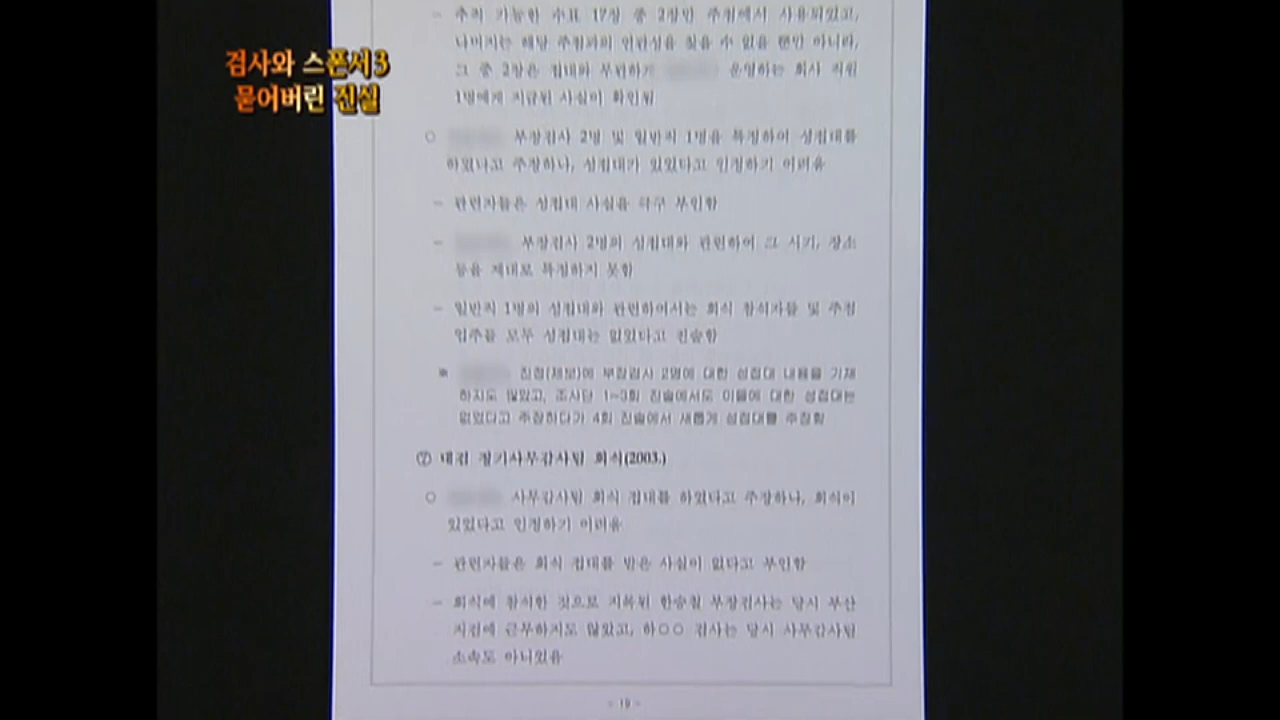 검사와 스폰서3
묻어버린 진실
- 추적 가능한 수표 17장 중 2장만 주점에서 사용되었고,
나머지는 해당 주점과의 연관성을 찾을 수 없을 뿐만 아니라,
그 중 2장은 접대와 무관하게 운영하는 회사 직원
1명에게 지급된 사실이 확인됨
○ 부장검사 2명 및 일반직 1명을 특정하여 성접대를
하였다고 주장하나, 성접대가 있었다고 인정하기 어려움
- 관련자들은 성접대 사실을 극구 부인함
- 부장검사 2명의 성접대와 관련하여 그 시기, 장소
등을 제대로 특정하지 못함
- 일반직 1명의 성접대와 관련하여서는 회식 참석자들 및 주점
업주들 모두 성접대는 없었다고 진술함
※ 진정(제보)에 부장검사 2명에 대한 성접대 내용을 기재
하지도 않았고, 조사단 1~3회 진술에서도 이들에 대한 성접대는
없었다고 주장하다가 4회 진술에서 새롭게 성접대를 주장함
⑦ 대검 정기사무감사팀 회식(2003.)
○ 사무감사팀 회식 접대를 하였다고 주장하나, 회식이
있었다고 인정하기 어려움
- 관련자들은 회식 접대를 받은 사실이 없다고 부인함
- 회식에 참석한 것으로 지목된 한승철 부장검사는 당시 부산
지검에 근무하지도 않았고, 하○○ 검사는 당시 사무감사팀
소속도 아니었음
- 19 -